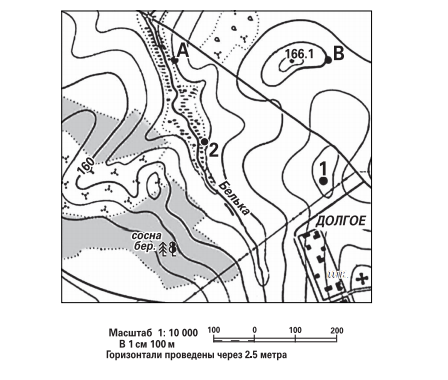 A
166.1
B
2
160
1
Белька
ДОЛГОЕ
сосна
бер.
Масштаб 1: 10 000
В 1 см 100 м
100 0 100 200
Горизонтали проведены через 2.5 метра